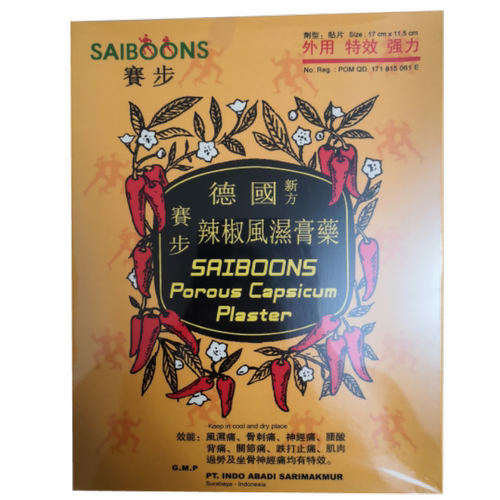 SAIBOONS
賽步
劑型：貼片 Size : 17 cm x 11.5 cm
外用 特效 强力
No. Reg. : POM QD. 171 815 061 E
德國新方
賽步
辣椒風濕膏藥
SAIBOONS
Porous Capsicum
Plaster
Keep in cool and dry place
效能：風濕痛、骨刺痛、神經痛、腰酸
背痛、關節痛、跌打止痛、肌肉
過勞及坐骨神經痛均有特效。
G.M.P
PT. INDO ABADI SARIMAKMUR
Surabaya - Indonesia